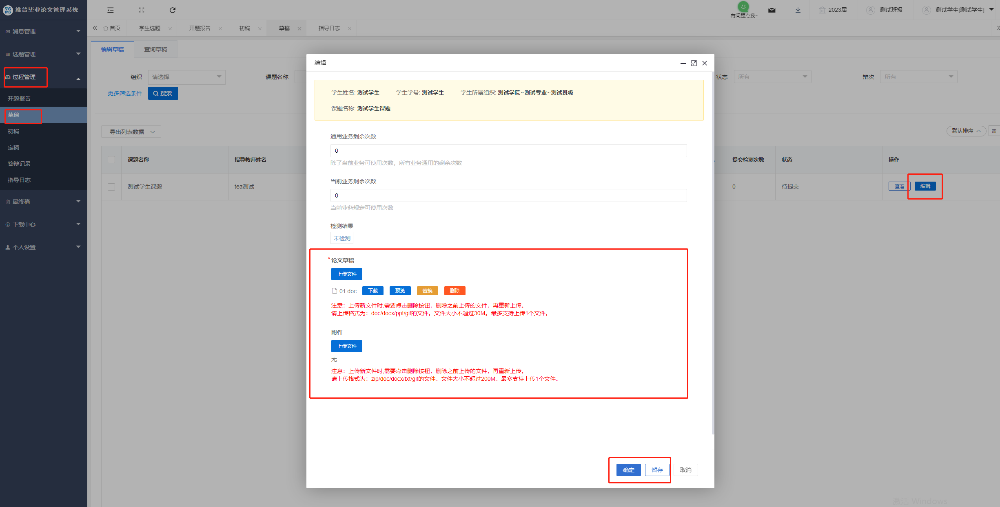 维普毕业论文管理系统
有问题点我~
2023届
测试班级
测试学生[测试学生]
首页
学生选题
开题报告
初稿
草稿
指导日志
消息管理
选题管理
过程管理
开题报告
草稿
初稿
定稿
答辩记录
指导日志
最终稿
下载中心
个人设置
编辑草稿
查询草稿
组织
请选择
课题名称
状态
所有
辩次
所有
更多筛选条件
搜索
导出列表数据
默认排序
课题名称
指导教师姓名
提交检测次数
状态
操作
测试学生课题
tea测试
0
待提交
查看
编辑
编辑
学生姓名: 测试学生 学生学号: 测试学生 学生所属组织: 测试学院~测试专业~测试班级
课题名称: 测试学生课题
通用业务剩余次数
0
除了当前业务可使用次数，所有业务通用的剩余次数
当前业务剩余次数
0
当前业务规定可使用次数
检测结果
未检测
*论文草稿
上传文件
01.doc 下载 预览 替换 删除
注意：上传新文件时,需要点击删除按钮，删除之前上传的文件，再重新上传。
请上传格式为：doc/docx/ppt/gif的文件。文件大小不超过30M。最多支持上传1个文件。
附件
上传文件
无
注意：上传新文件时,需要点击删除按钮，删除之前上传的文件，再重新上传。
请上传格式为：zip/doc/docx/txt/gif的文件。文件大小不超过200M。最多支持上传1个文件。
确定 暂存 取消
激活 Windows